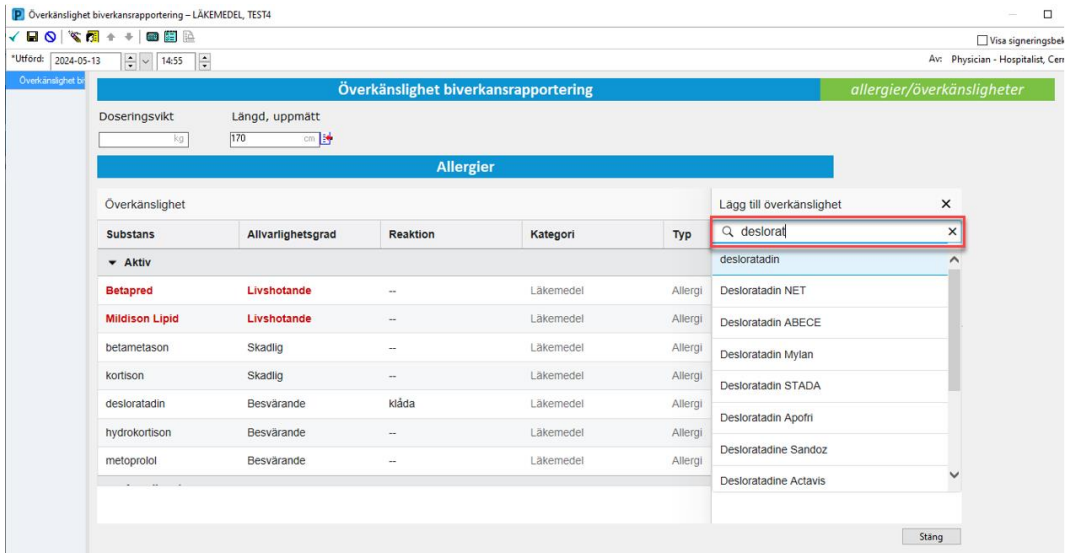 Överkänslighet biverkansrapportering – LÄKEMEDEL, TEST4
Visa signeringsbek
*Utförd: 2024-05-13 14:55 Av: Physician - Hospitalist, Cern
Överkänslighet bi
Överkänslighet biverkansrapportering allergier/överkänsligheter
Doseringsvikt Längd, uppmätt
kg 170 cm
Allergier
Överkänslighet Lägg till överkänslighet
Substans Allvarlighetsgrad Reaktion Kategori Typ deslorat
Aktiv desloratadin
Betapred Livshotande -- Läkemedel Allergi Desloratadin NET
Mildison Lipid Livshotande -- Läkemedel Allergi Desloratadin ABECE
betametason Skadlig -- Läkemedel Allergi Desloratadin Mylan
kortison Skadlig -- Läkemedel Allergi Desloratadin STADA
desloratadin Besvärande klåda Läkemedel Allergi Desloratadin Apofri
hydrokortison Besvärande -- Läkemedel Allergi Desloratadine Sandoz
metoprolol Besvärande -- Läkemedel Allergi Desloratadine Actavis
Stäng